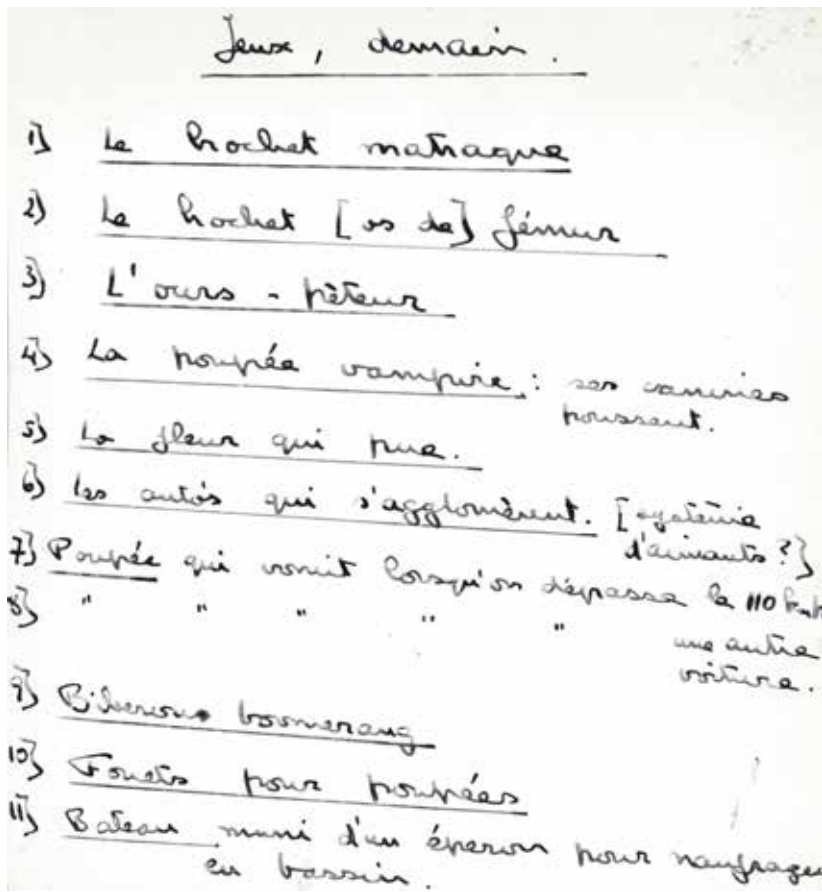 Jeux, demain.
1) Le hochet matraque
2) Le hochet [os de] fémur
3) L'ours-pêteur
4) La poupée vampire : ses canines
poussent.
5) La fleur qui pue.
6) Les autos qui s'agglomèrent. [système
d'aimants ?]
7) Poupée qui vomit lorsqu'on dépasse le 110 km
8) " " " " "
une autre
voiture.
9) Biberons boomerang
10) Fouets pour poupées
11) Bateau muni d'un éperon pour naufrage
en bassin.